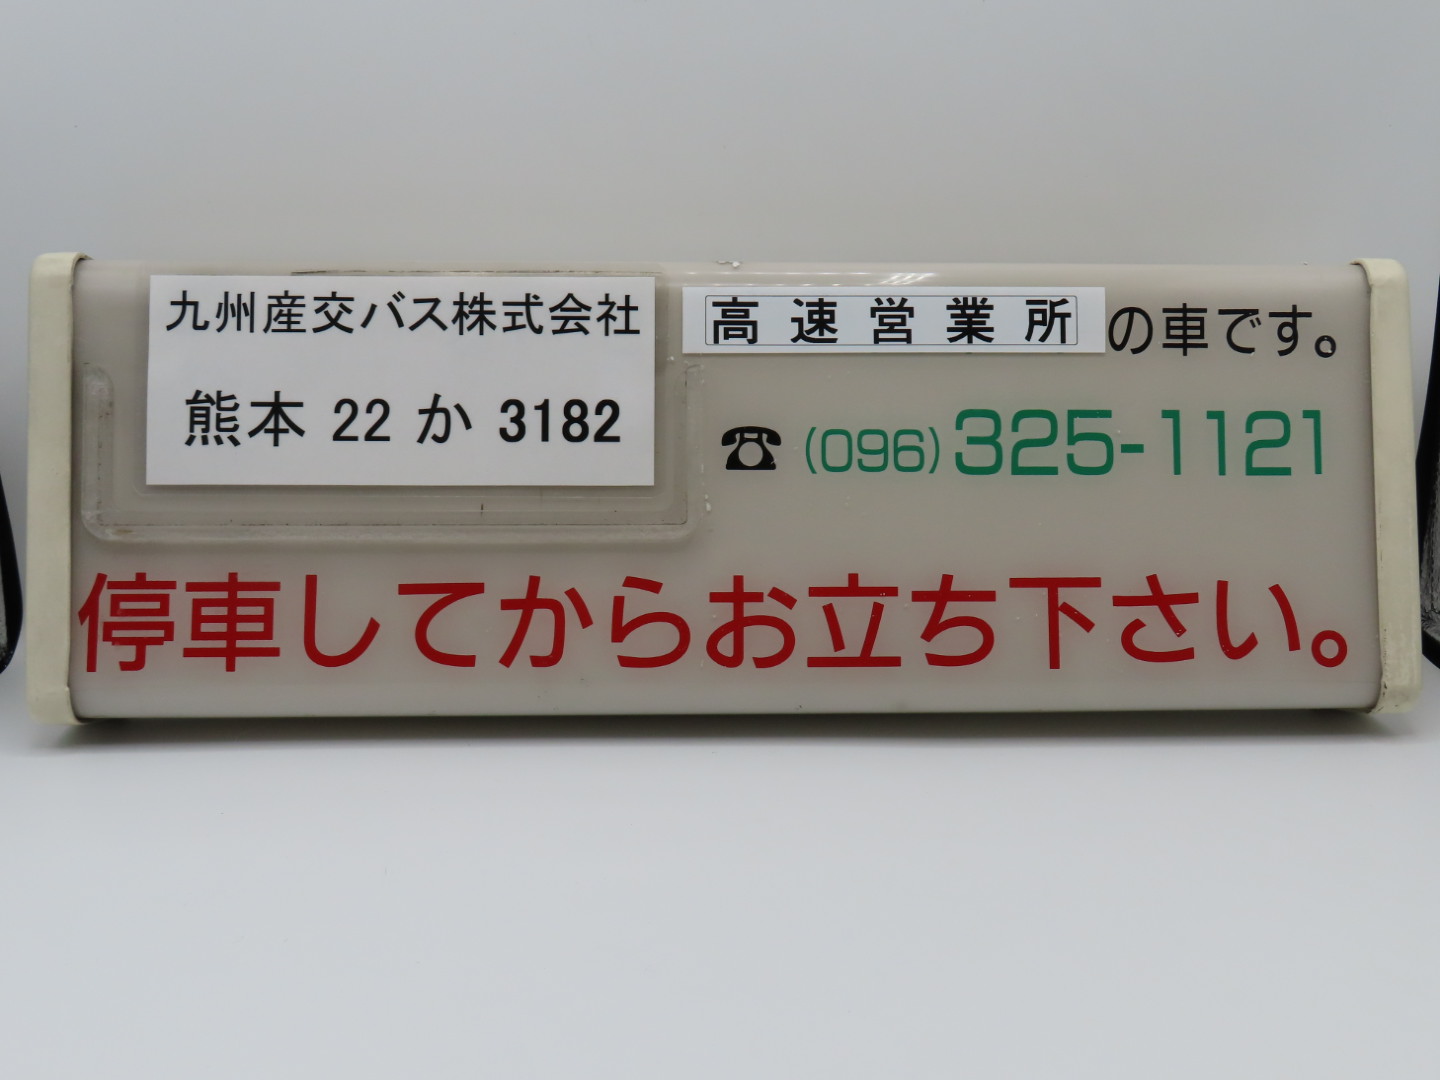 九州産交バス株式会社
熊本 22 か 3182
高速営業所の車です。
☎(096)325-1121
停車してからお立ち下さい。